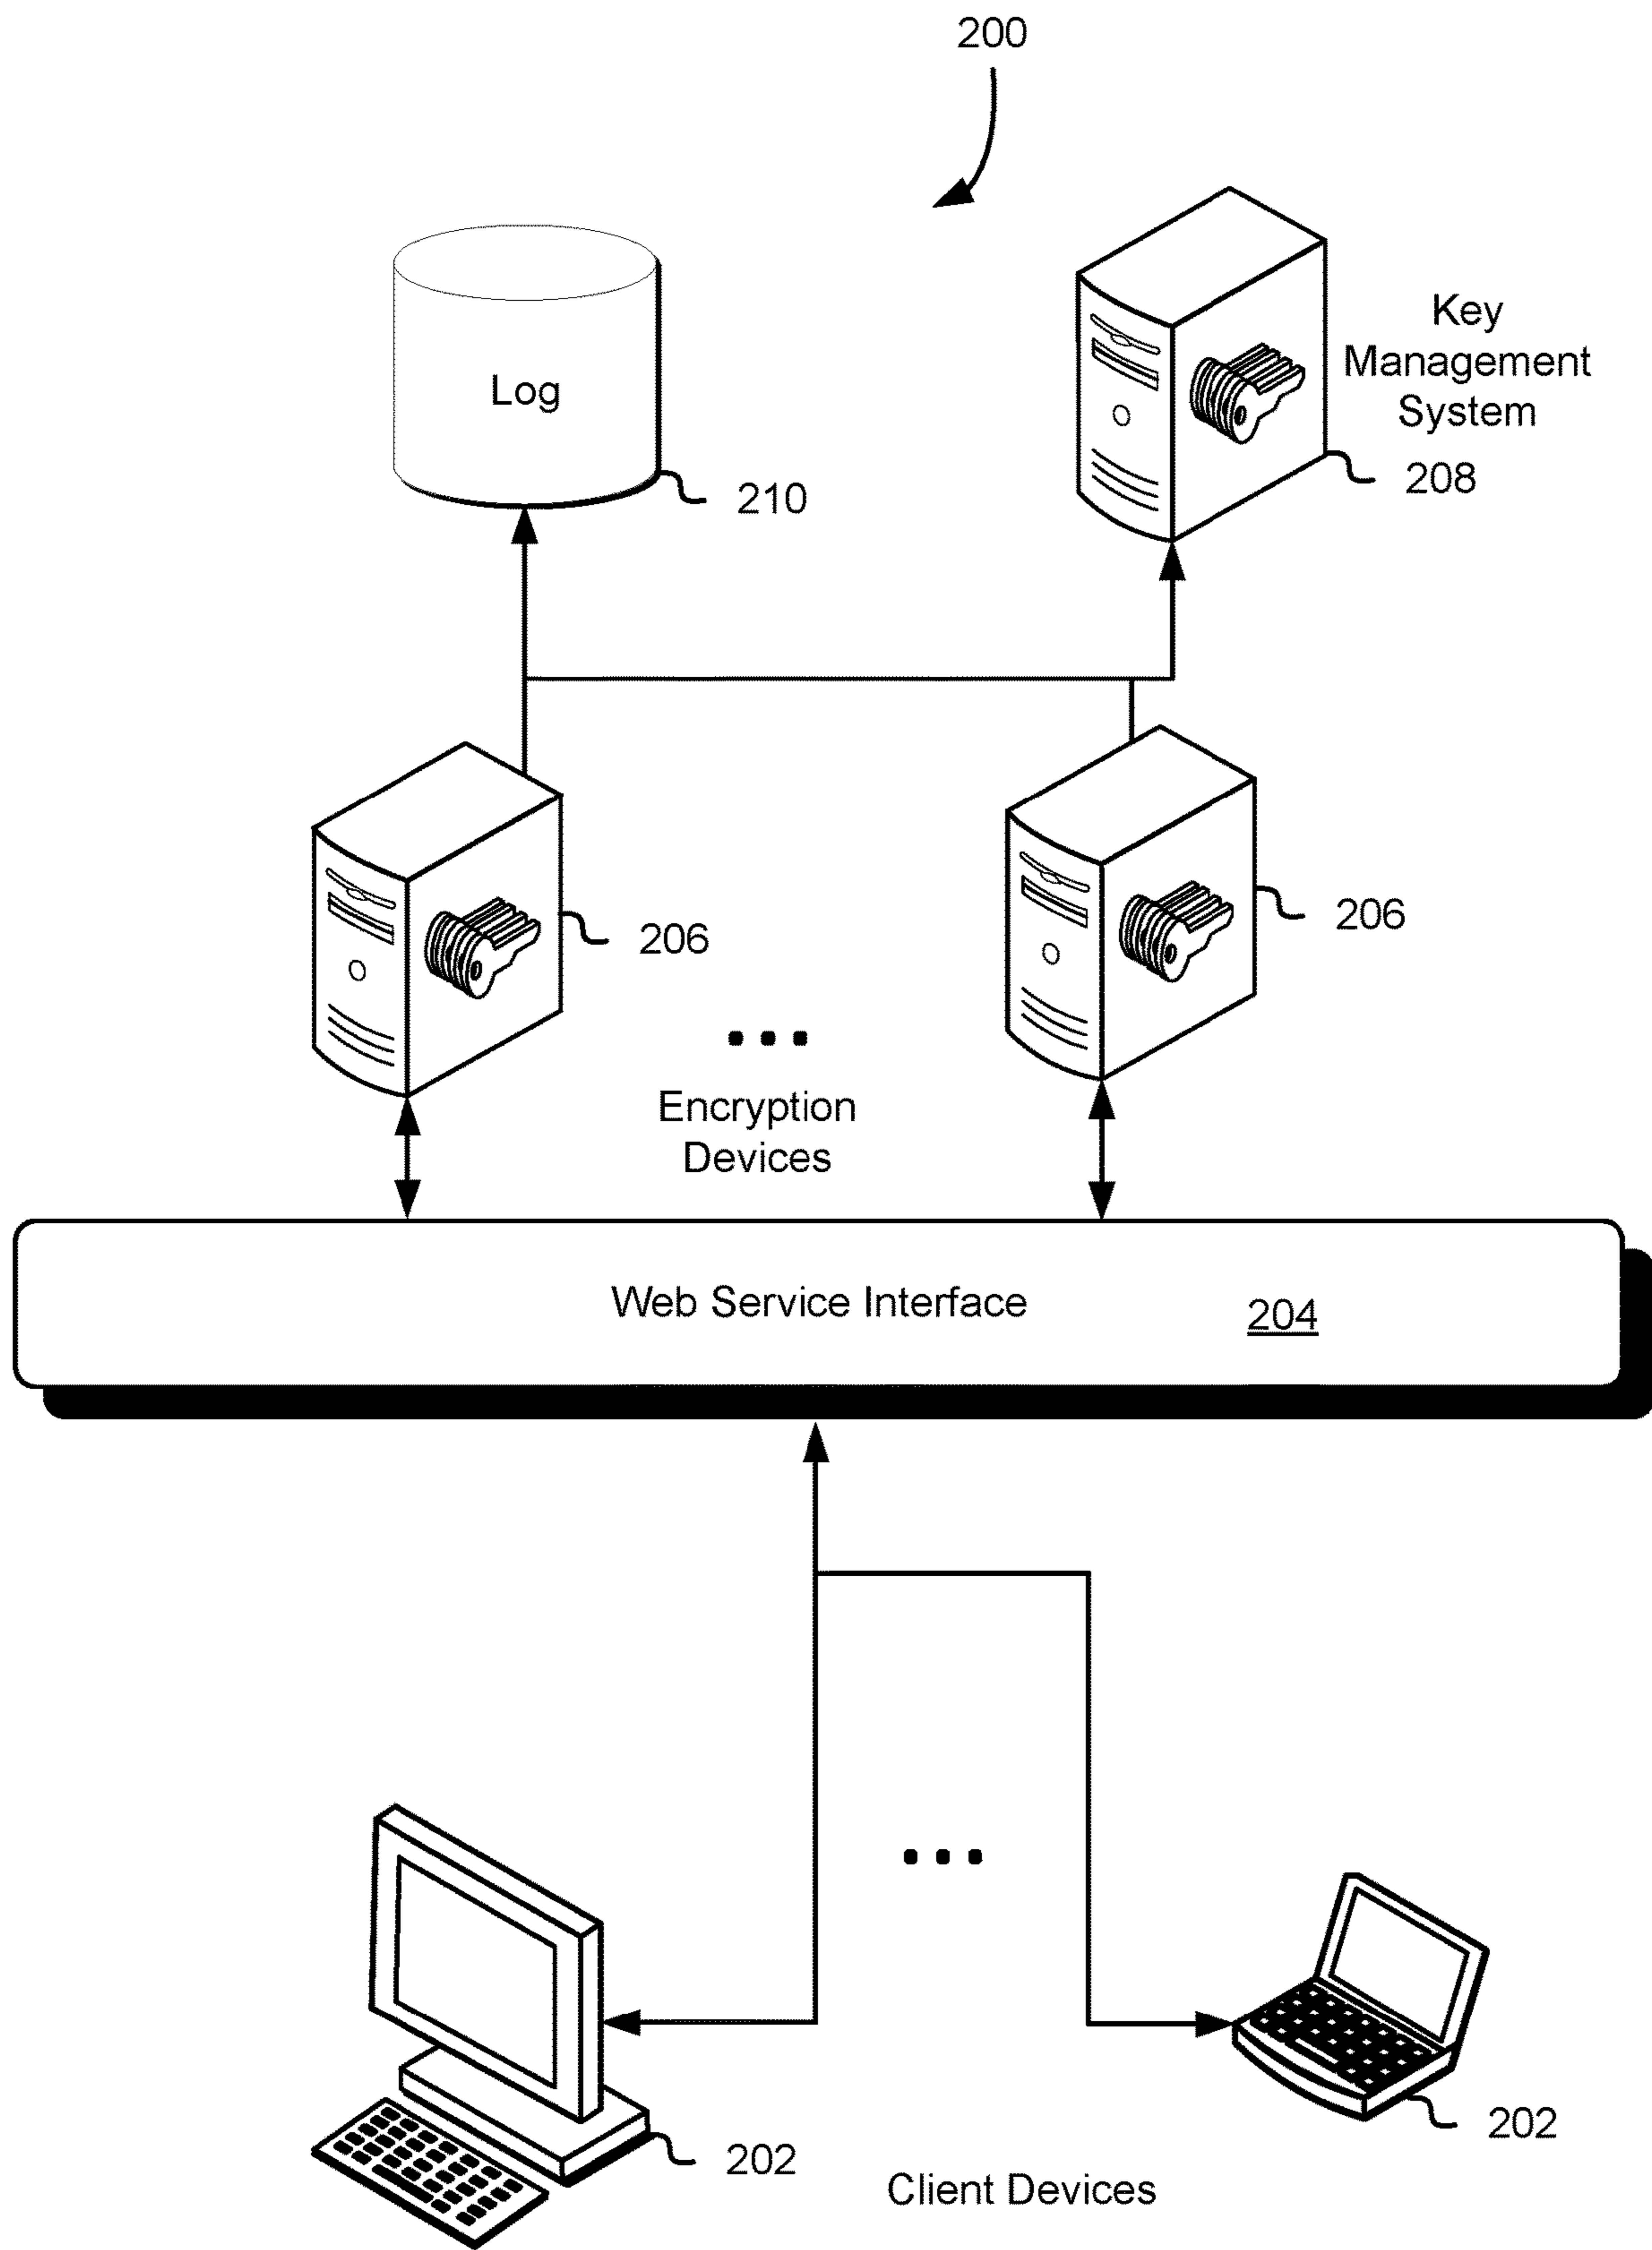 200
Log
210
Key
Management
System
208
206
206
Encryption
Devices
Web Service Interface 204
202
202
Client Devices